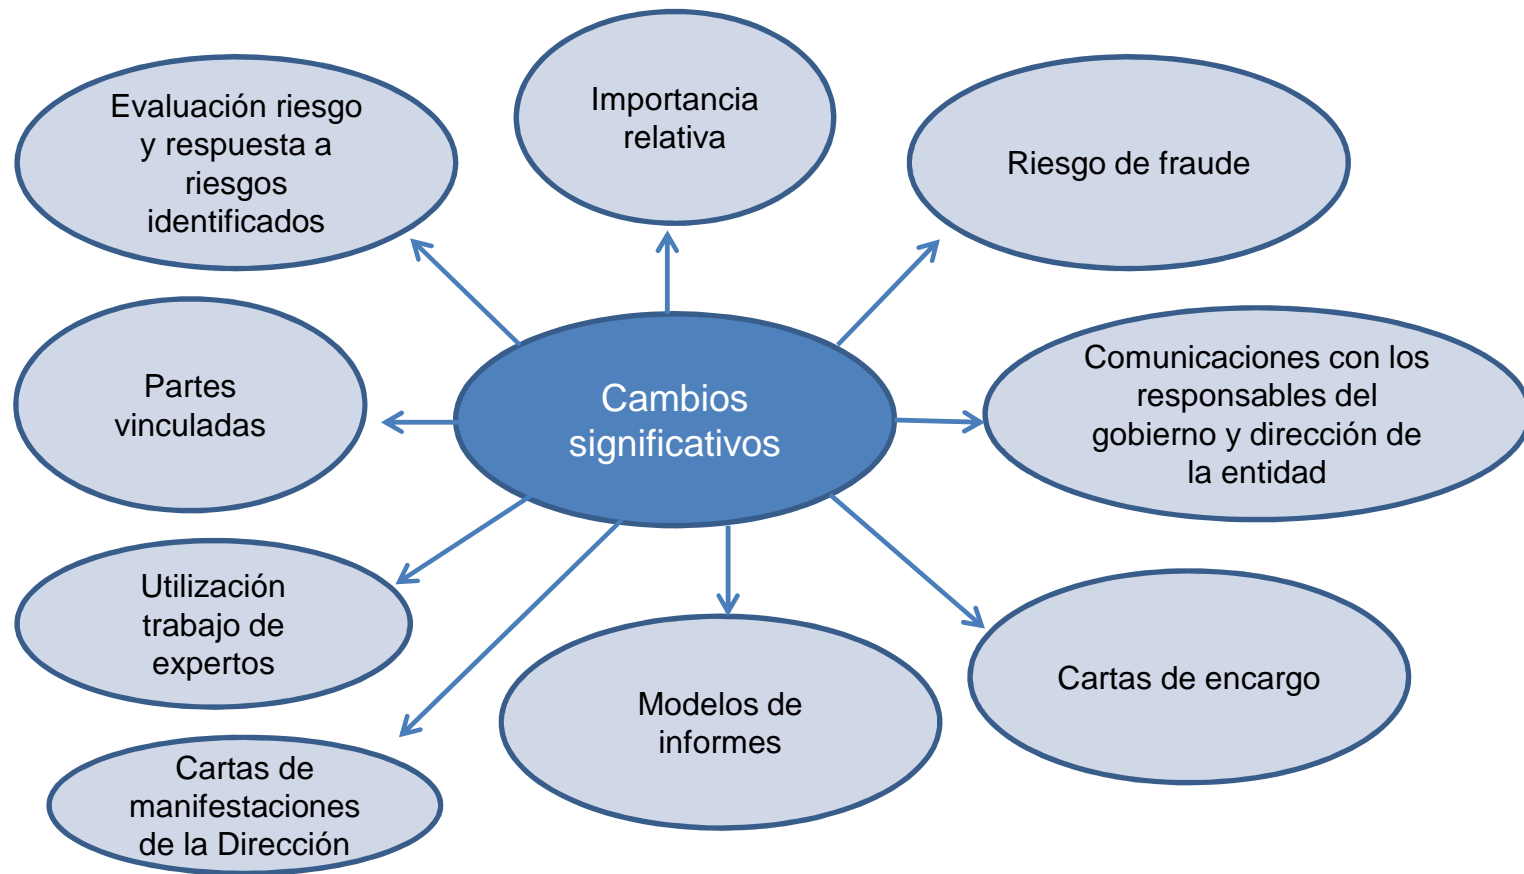 Evaluación riesgo
y respuesta a
riesgos
identificados
Importancia
relativa
Riesgo de fraude
Partes
vinculadas
Cambios
significativos
Comunicaciones con los
responsables del
gobierno y dirección de
la entidad
Utilización
trabajo de
expertos
Cartas de
manifestaciones
de la Dirección
Modelos de
informes
Cartas de encargo